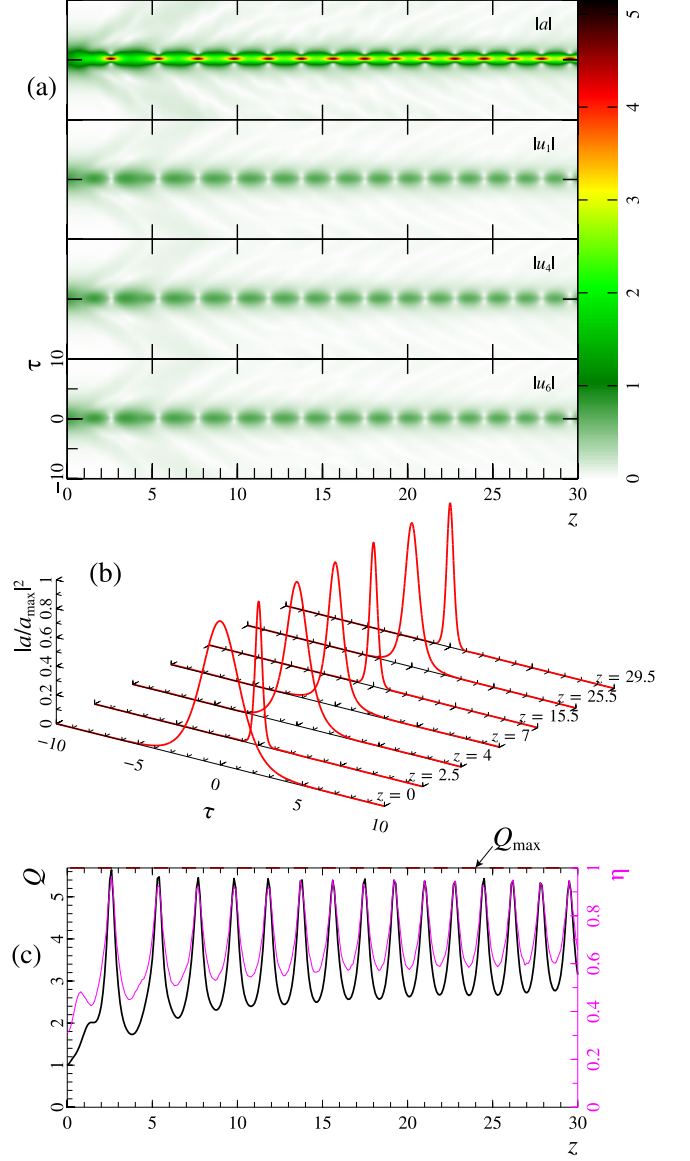 |a|
5
(a)
4
|u1|
3
|u4|
2
τ
10
|u6|
1
0
−10
0
0 5 10 15 20 25 30
z
(b)
|a/amax|²
1
0.8
0.6
0.4
0.2
0
z = 29.5
z = 25.5
z = 15.5
z = 7
z = 4
z = 2.5
z = 0
−10 −5 0 5 10
τ
Qmax
Q
η
5
4
3
2
1
0
(c)
1
0.8
0.6
0.4
0.2
0
0 5 10 15 20 25 30
z